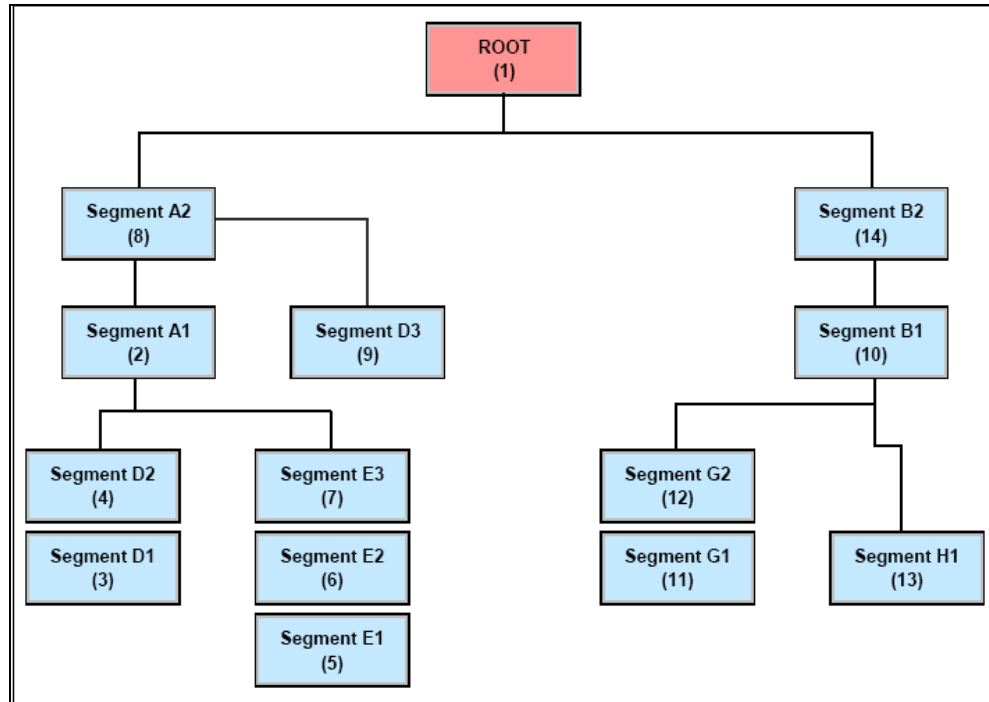 ROOT
(1)
Segment A2
(8)
Segment B2
(14)
Segment A1
(2)
Segment D3
(9)
Segment B1
(10)
Segment D2
(4)
Segment E3
(7)
Segment G2
(12)
Segment D1
(3)
Segment E2
(6)
Segment G1
(11)
Segment H1
(13)
Segment E1
(5)